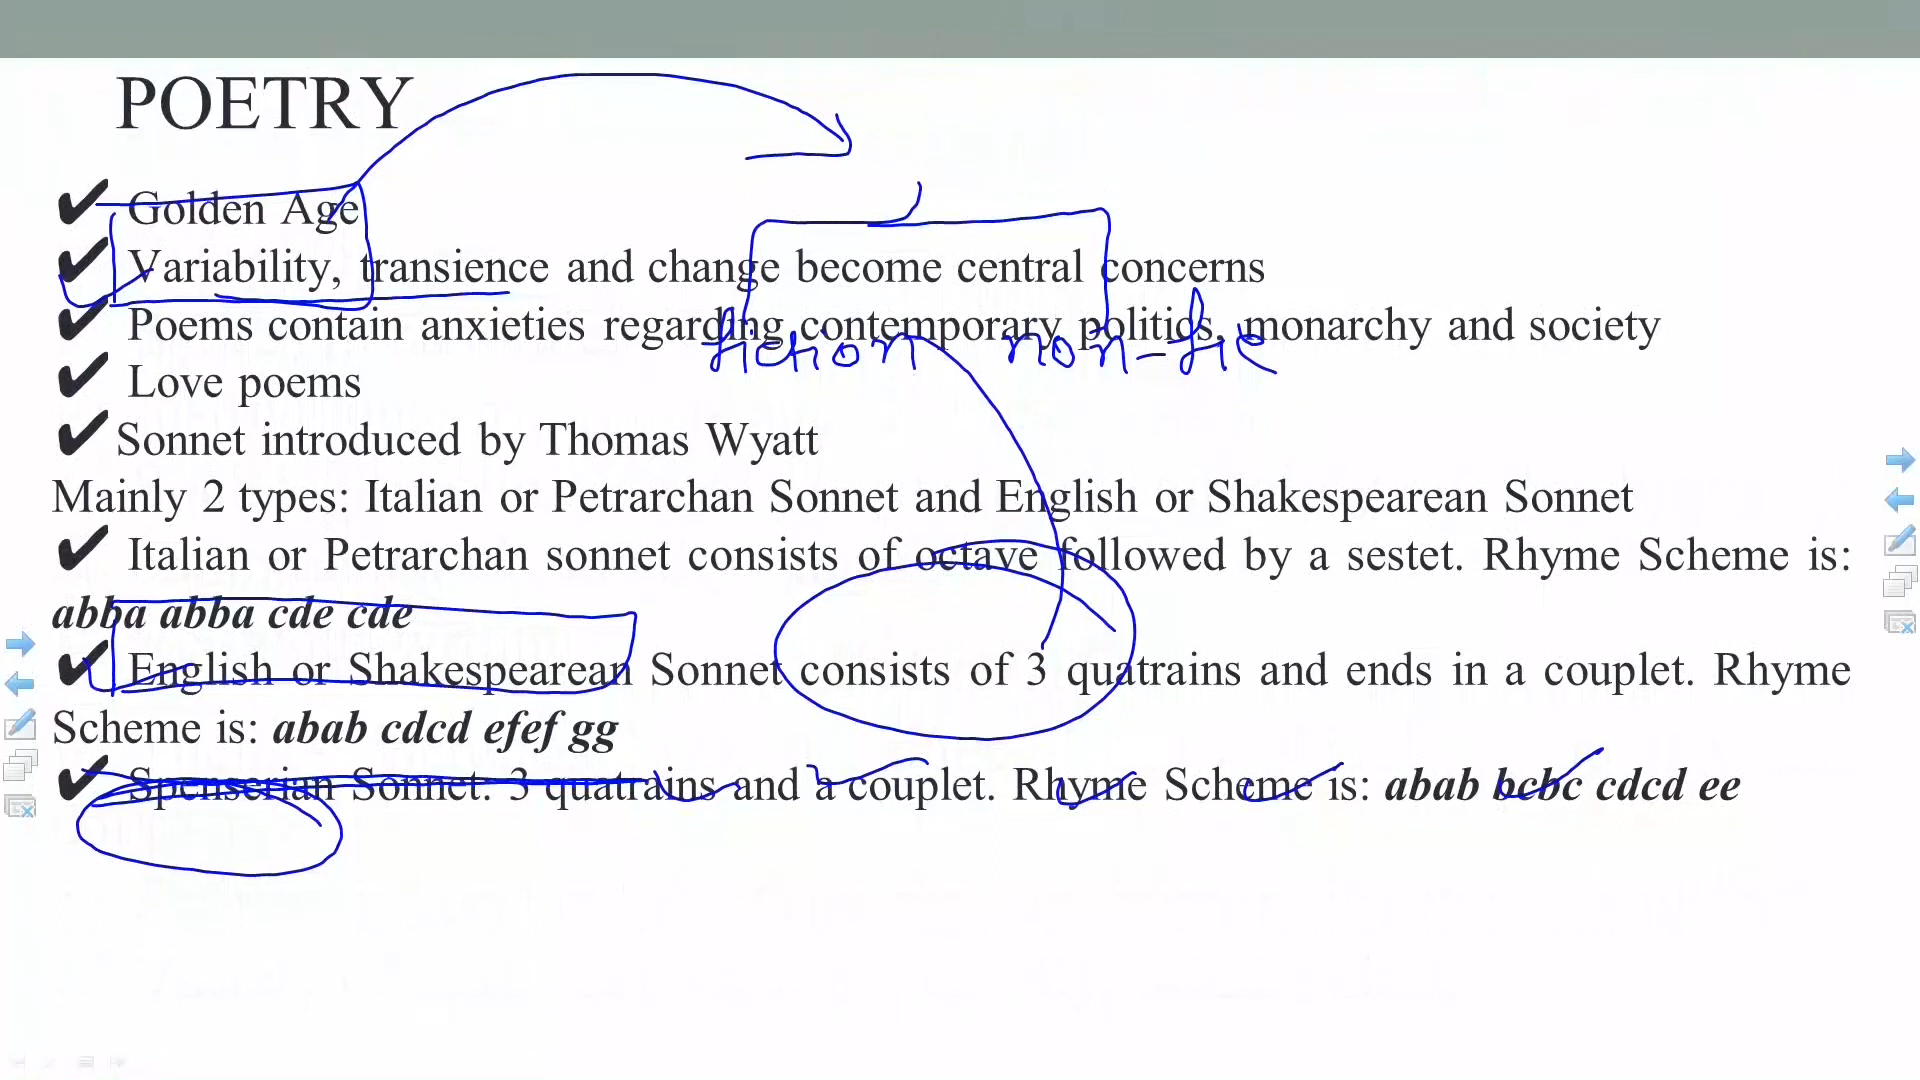 POETRY
✔ Golden Age
✔ Variability, transience and change become central concerns
✔ Poems contain anxieties regarding contemporary politics, monarchy and society
fiction non-fic
✔ Love poems
✔ Sonnet introduced by Thomas Wyatt
Mainly 2 types: Italian or Petrarchan Sonnet and English or Shakespearean Sonnet
✔ Italian or Petrarchan sonnet consists of octave followed by a sestet. Rhyme Scheme is:
abba abba cde cde
✔ English or Shakespearean Sonnet consists of 3 quatrains and ends in a couplet. Rhyme
Scheme is: abab cdcd efef gg
✔ Spenserian Sonnet: 3 quatrains and a couplet. Rhyme Scheme is: abab bcbc cdcd ee